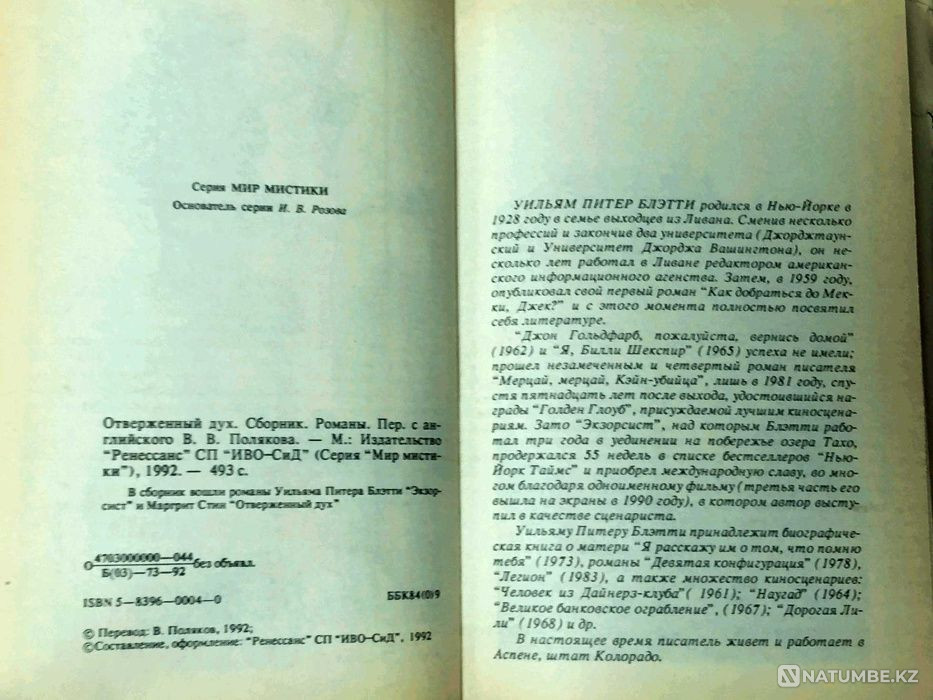 Серия МИР МИСТИКИ
Основатель серии И. В. Розова
Отверженный дух. Сборник. Романы. Пер. с ан-
глийского В. В. Полякова. — М.: Издательство
"Ренессанс" СП "ИВО—СиД" (Серия "Мир мисти-
ки"), 1992. — 493 с.
В сборник вошли романы Уильяма Питера Блэтти "Экзор-
сист" и Маргрит Стин "Отверженный дух"
О 4703000000—044
Б(03)—73—92 без объявл.
ISBN 5—8396—0004—0
ББК84(0)9
© Перевод: В. Поляков, 1992;
©Составление, оформление: "Ренессанс" СП "ИВО—СиД", 1992
УИЛЬЯМ ПИТЕР БЛЭТТИ родился в Нью-Йорке в
1928 году в семье выходцев из Ливана. Сменив несколько
профессий и закончив два университета (Джорджтаун-
ский и Университет Джорджа Вашингтона), он не-
сколько лет работал в Ливане редактором американ-
ского информационного агенства. Затем, в 1959 году,
опубликовал свой первый роман "Как добраться до Мек-
ки, Джек?" и с этого момента полностью посвятил
себя литературе.
"Джон Гольдфарб, пожалуйста, вернись домой"
(1962) и "Я, Билли Шекспир" (1965) успеха не имели;
прошел незамеченным и четвертый роман писателя
"Мерцай, мерцай, Кэйн-убийца", лишь в 1981 году, спу-
стя пятнадцать лет после выхода, удостоившийся на-
грады "Голден Глоуб", присуждаемой лучшим киносцена-
риям. Зато "Экзорсист", над которым Блэтти рабо-
тал три года в уединении на побережье озера Тахо,
продержался 55 недель в списке бестселлеров "Нью-
Йорк Таймс" и приобрел международную славу, во мно-
гом благодаря одноименному фильму (третья часть его
вышла на экраны в 1990 году), в котором автор высту-
пил в качестве сценариста.
Уильяму Питеру Блэтти принадлежит биографиче-
ская книга о матери "Я расскажу им о том, что помню
тебя" (1973), романы "Девятая конфигурация" (1978),
"Легион" (1983), а также множество киносценариев:
"Человек из Дайнерз-клуба" ( 1961); "Наугад" (1964);
"Великое банковское ограбление", (1967); "Дорогая Ли-
ли" (1968) и др.
В настоящее время писатель живет и работает в
Аспене, штат Колорадо.
NATUMBE.KZ